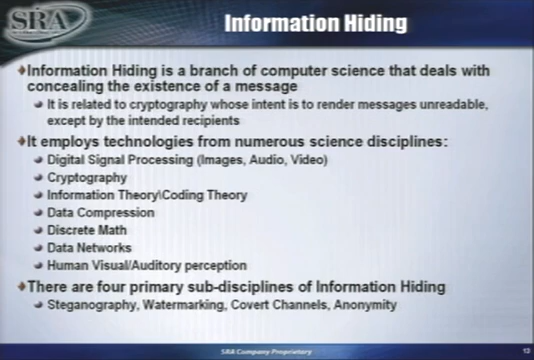 SRA
Information Hiding
Information Hiding is a branch of computer science that deals with
concealing the existence of a message
It is related to cryptography whose intent is to render messages unreadable,
except by the intended recipients
It employs technologies from numerous science disciplines:
Digital Signal Processing (Images, Audio, Video)
Cryptography
Information Theory\Coding Theory
Data Compression
Discrete Math
Data Networks
Human Visual/Auditory perception
There are four primary sub-disciplines of Information Hiding
Steganography, Watermarking, Covert Channels, Anonymity
SRA Company Proprietary
13